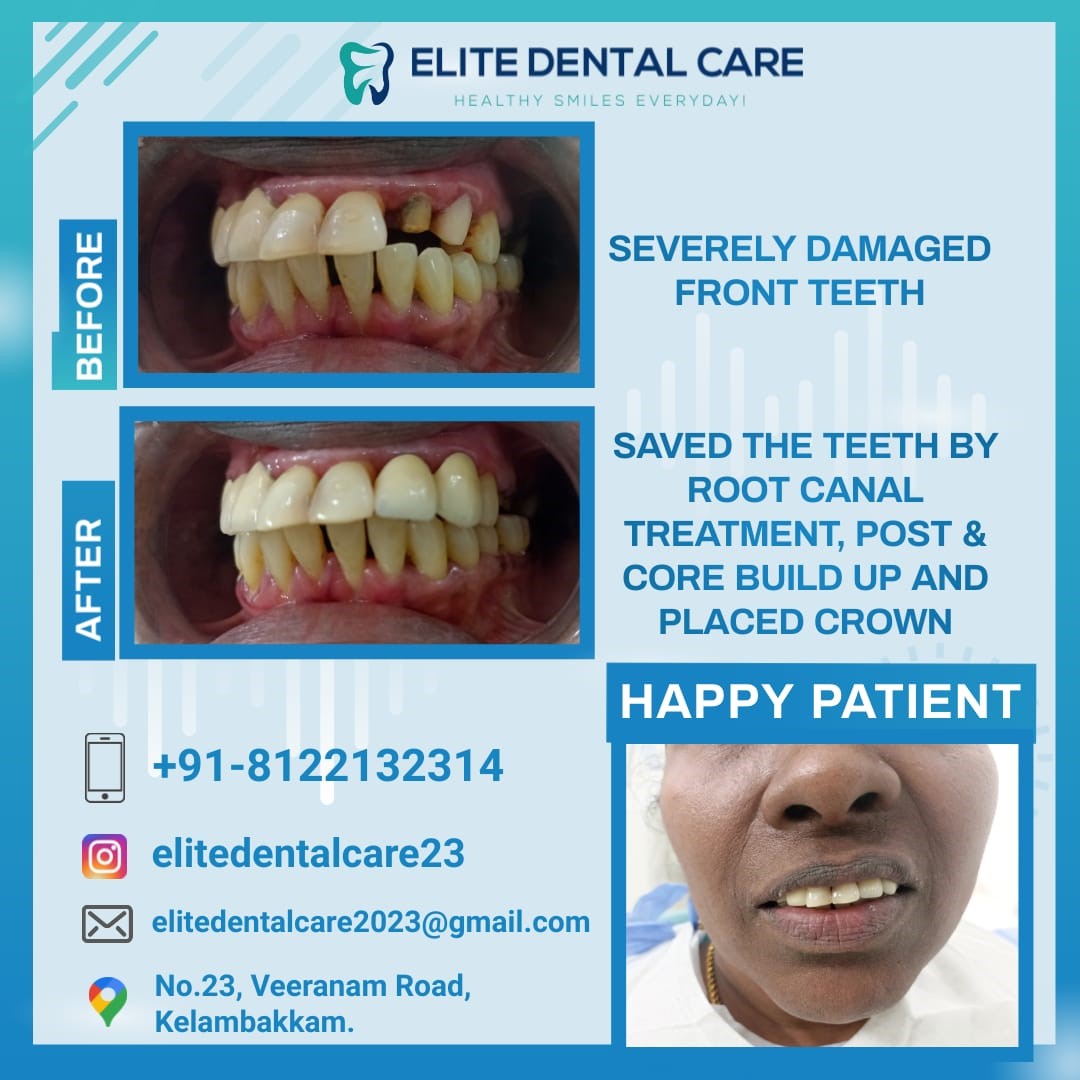 ELITE DENTAL CARE
HEALTHY SMILES EVERYDAY!
BEFORE
SEVERELY DAMAGED
FRONT TEETH
AFTER
SAVED THE TEETH BY
ROOT CANAL
TREATMENT, POST &
CORE BUILD UP AND
PLACED CROWN
HAPPY PATIENT
+91-8122132314
elitedentalcare23
elitedentalcare2023@gmail.com
No.23, Veeranam Road,
Kelambakkam.